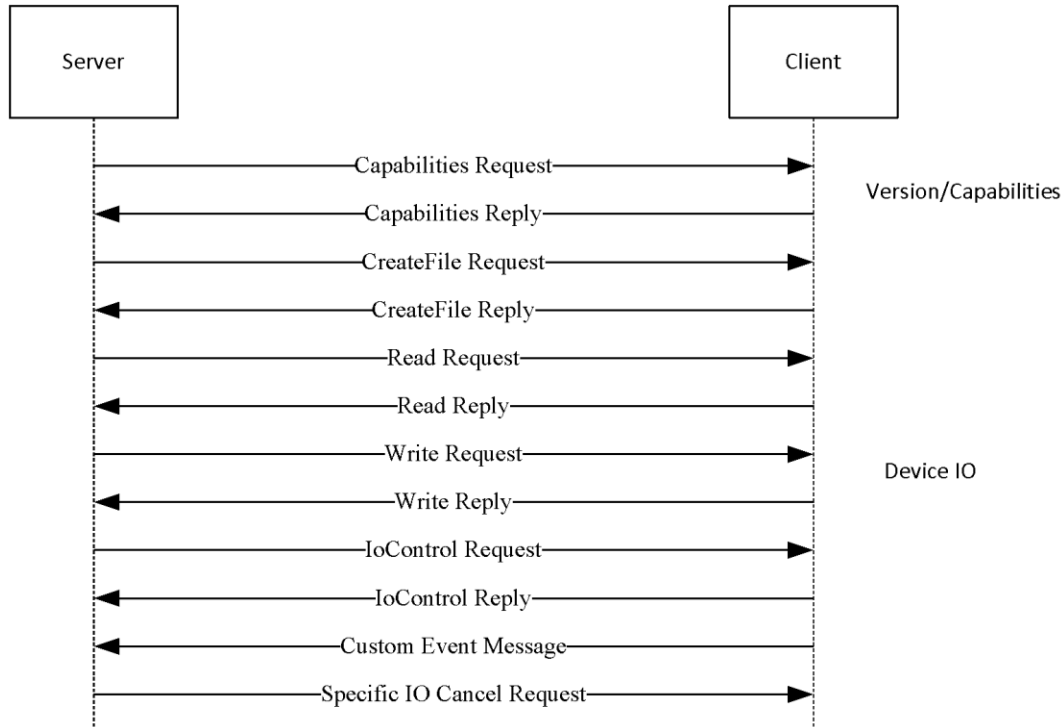 Server
Client
Capabilities Request
Version/Capabilities
Capabilities Reply
CreateFile Request
CreateFile Reply
Read Request
Read Reply
Write Request
Device IO
Write Reply
IoControl Request
IoControl Reply
Custom Event Message
Specific IO Cancel Request